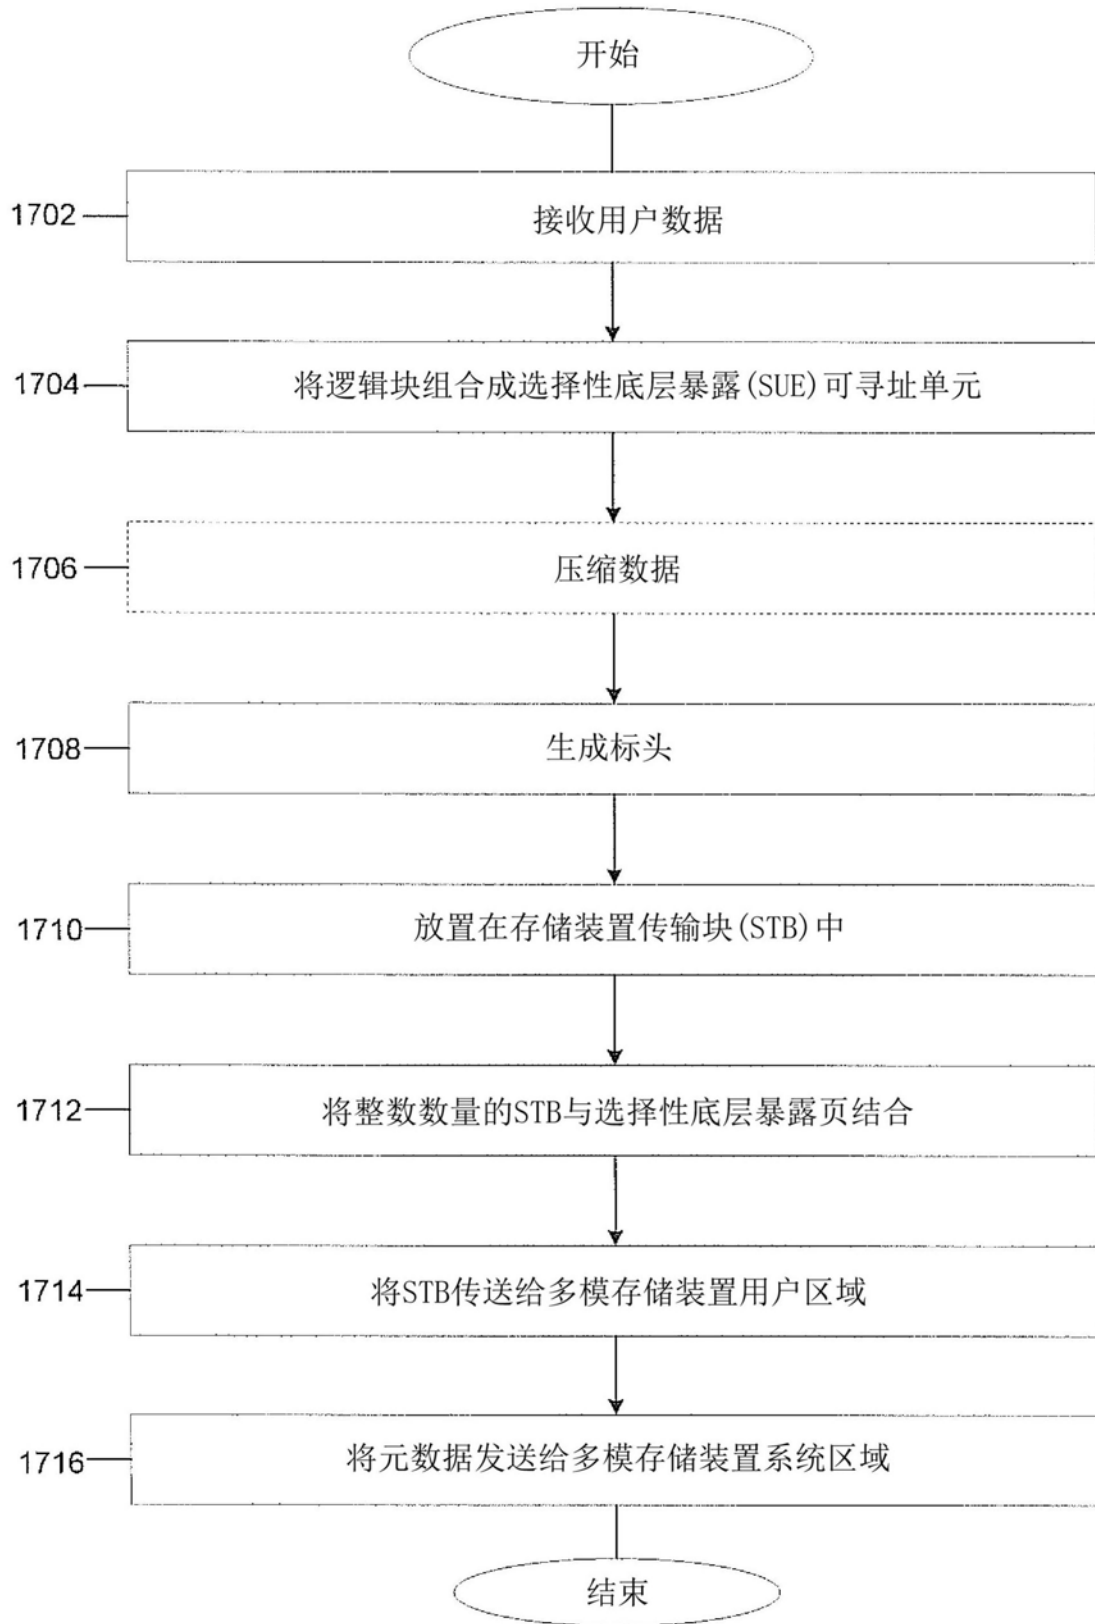 开始
1702
接收用户数据
1704
将逻辑块组合成选择性底层暴露(SUE)可寻址单元
1706
压缩数据
1708
生成标头
1710
放置在存储装置传输块(STB)中
1712
将整数数量的STB与选择性底层暴露页结合
1714
将STB传送给多模存储装置用户区域
1716
将元数据发送给多模存储装置系统区域
结束